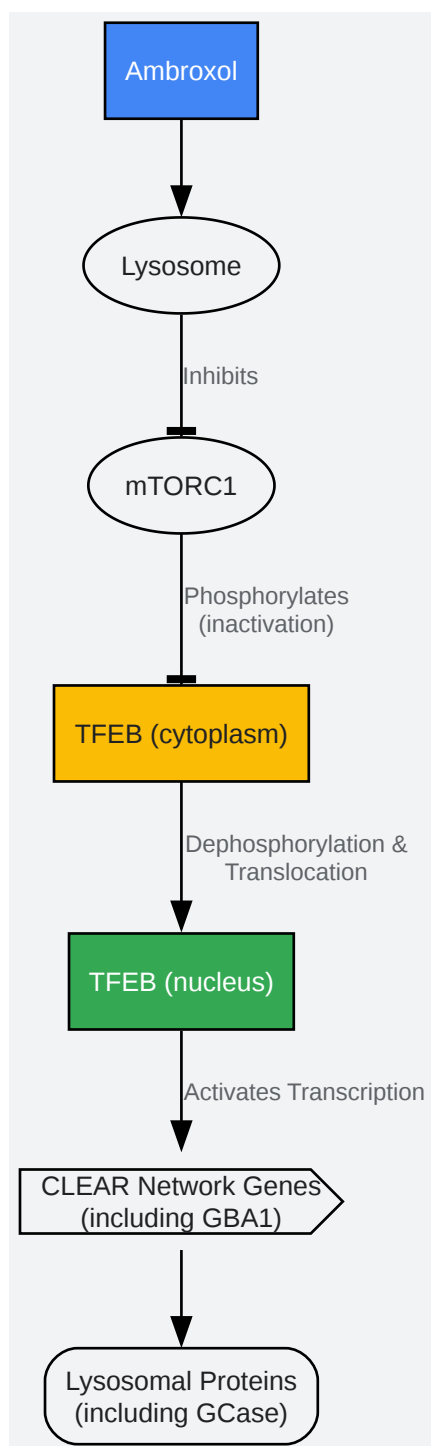 Ambroxol
Lysosome
Inhibits
mTORC1
Phosphorylates
(inactivation)
TFEB (cytoplasm)
Dephosphorylation &
Translocation
TFEB (nucleus)
Activates Transcription
CLEAR Network Genes
(including GBA1)
Lysosomal Proteins
(including GCase)